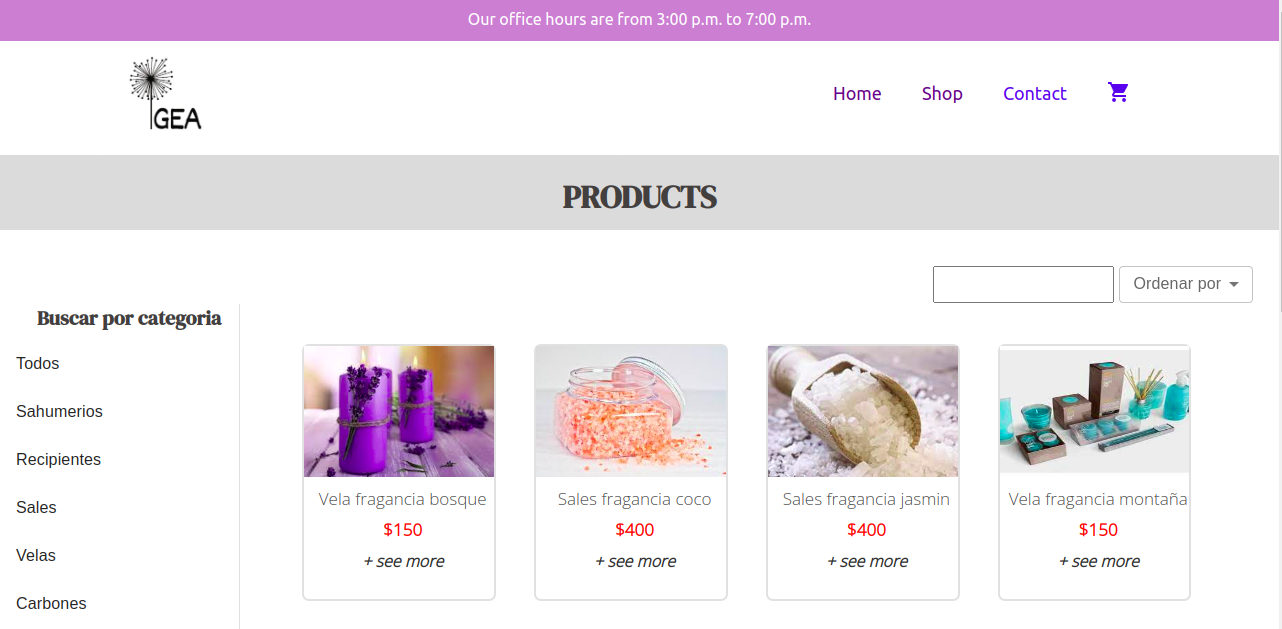 Our office hours are from 3:00 p.m. to 7:00 p.m.
GEA
Home Shop Contact
PRODUCTS
Ordenar por
Buscar por categoria
Todos
Sahumerios
Recipientes
Sales
Velas
Carbones
Vela fragancia bosque
$150
+ see more
Sales fragancia coco
$400
+ see more
Sales fragancia jasmin
$400
+ see more
Vela fragancia montaña
$150
+ see more